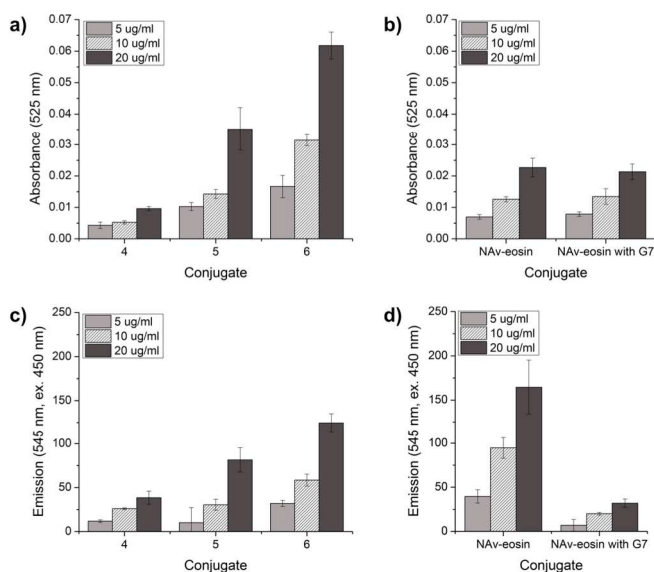 a)
5 ug/ml
10 ug/ml
20 ug/ml
0.07
0.06
0.05
0.04
0.03
0.02
0.01
0.00
Absorbance (525 nm)
4 5 6
Conjugate
b)
5 ug/ml
10 ug/ml
20 ug/ml
0.07
0.06
0.05
0.04
0.03
0.02
0.01
0.00
Absorbance (525 nm)
NAv-eosin NAv-eosin with G7
Conjugate
c)
5 ug/ml
10 ug/ml
20 ug/ml
250
200
150
100
50
0
Emission (545 nm, ex. 450 nm)
4 5 6
Conjugate
d)
5 ug/ml
10 ug/ml
20 ug/ml
250
200
150
100
50
0
Emission (545 nm, ex. 450 nm)
NAv-eosin NAv-eosin with G7
Conjugate